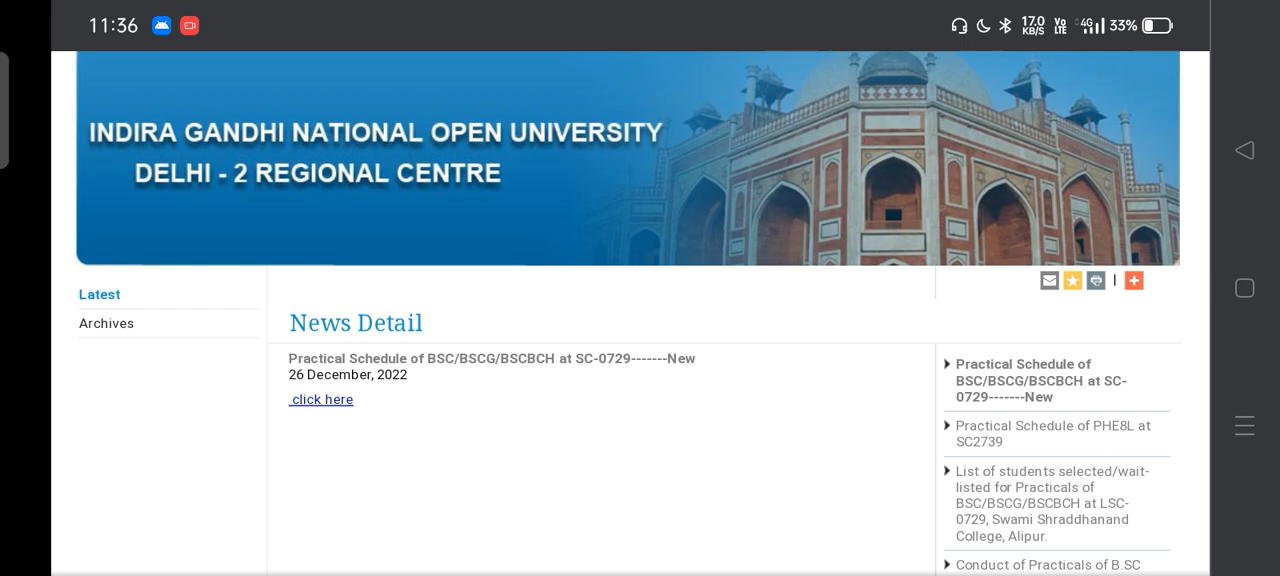 11:36
17.0
KB/S
Vo
LTE
4G
33%
INDIRA GANDHI NATIONAL OPEN UNIVERSITY
DELHI - 2 REGIONAL CENTRE
Latest
Archives
News Detail
Practical Schedule of BSC/BSCG/BSCBCH at SC-0729-------New
26 December, 2022
click here
Practical Schedule of
BSC/BSCG/BSCBCH at SC-
0729-------New
Practical Schedule of PHE8L at
SC2739
List of students selected/wait-
listed for Practicals of
BSC/BSCG/BSCBCH at LSC-
0729, Swami Shraddhanand
College, Alipur.
Conduct of Practicals of B.SC